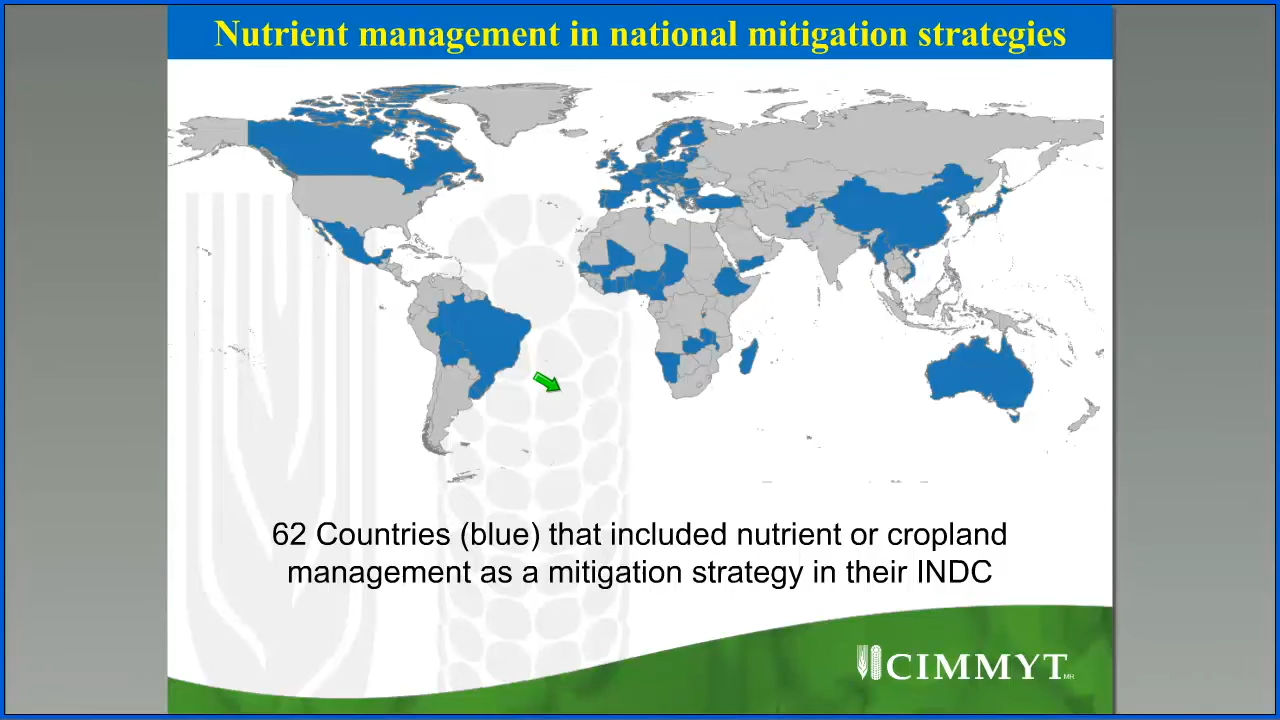 Nutrient management in national mitigation strategies
62 Countries (blue) that included nutrient or cropland
management as a mitigation strategy in their INDC
CIMMYT MR